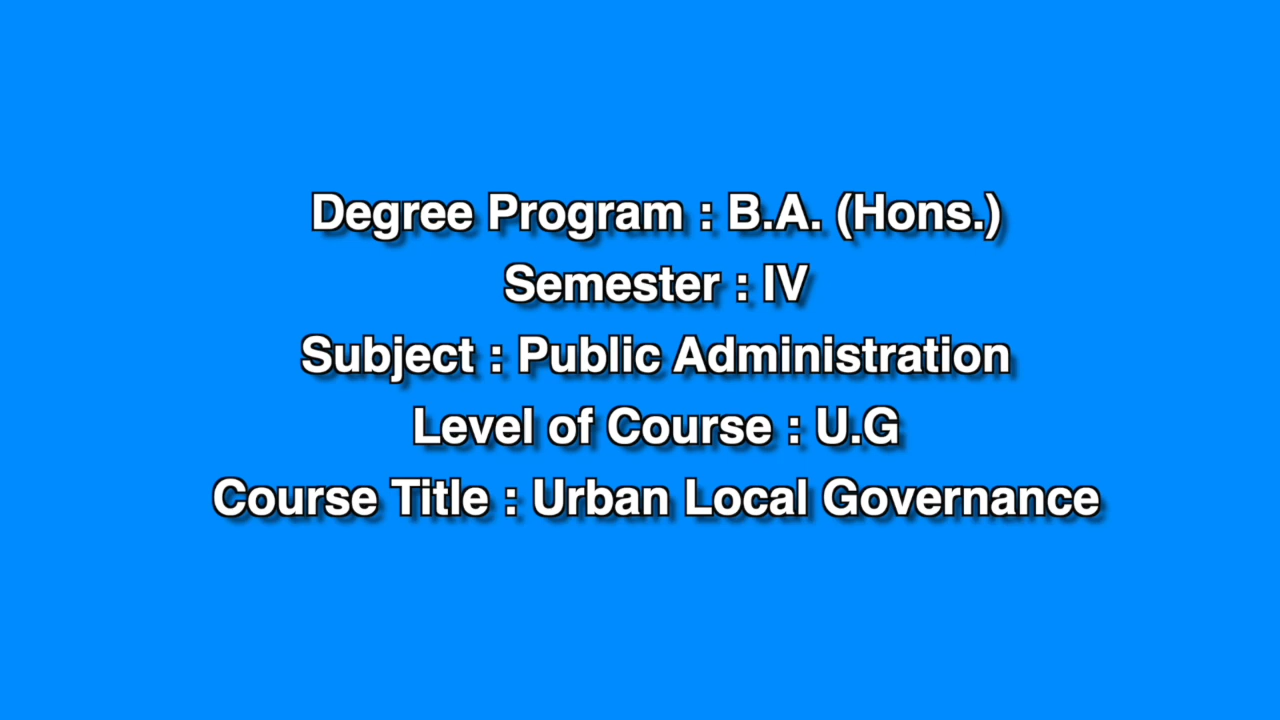 Degree Program : B.A. (Hons.)
Semester : IV
Subject : Public Administration
Level of Course : U.G
Course Title : Urban Local Governance